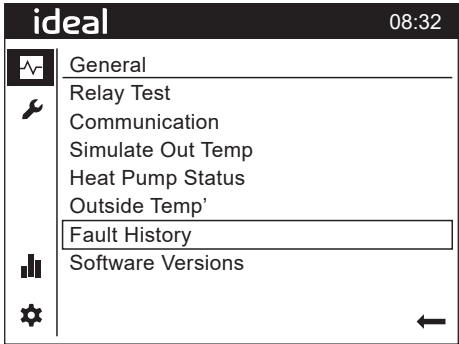 ideal 08:32
General
Relay Test
Communication
Simulate Out Temp
Heat Pump Status
Outside Temp’
Fault History
Software Versions